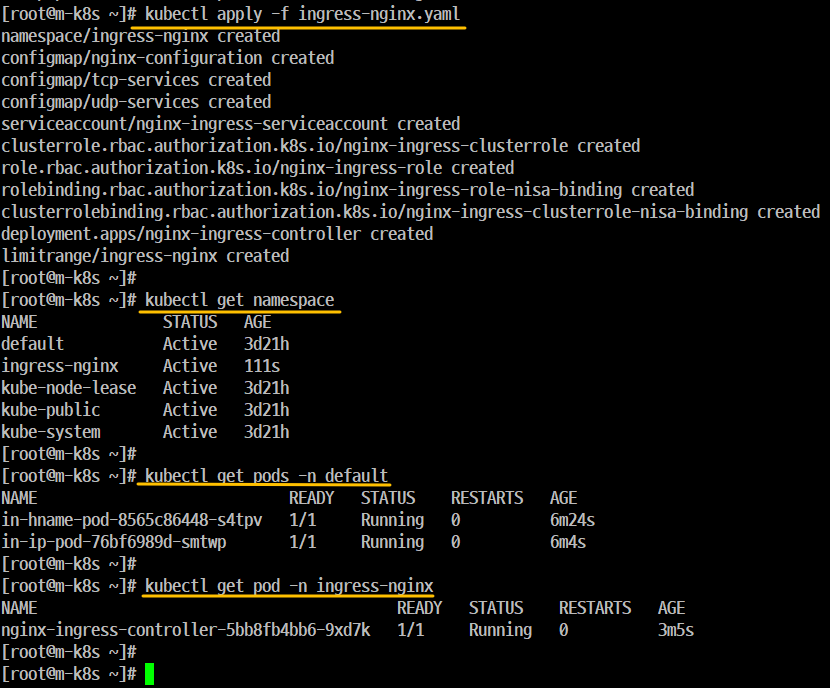 [root@m-k8s ~]# kubectl apply -f ingress-nginx.yaml
namespace/ingress-nginx created
configmap/nginx-configuration created
configmap/tcp-services created
configmap/udp-services created
serviceaccount/nginx-ingress-serviceaccount created
clusterrole.rbac.authorization.k8s.io/nginx-ingress-clusterrole created
role.rbac.authorization.k8s.io/nginx-ingress-role created
rolebinding.rbac.authorization.k8s.io/nginx-ingress-role-nisa-binding created
clusterrolebinding.rbac.authorization.k8s.io/nginx-ingress-clusterrole-nisa-binding created
deployment.apps/nginx-ingress-controller created
limitrange/ingress-nginx created
[root@m-k8s ~]#
[root@m-k8s ~]# kubectl get namespace
NAME              STATUS   AGE
default           Active   3d21h
ingress-nginx     Active   111s
kube-node-lease   Active   3d21h
kube-public       Active   3d21h
kube-system       Active   3d21h
[root@m-k8s ~]#
[root@m-k8s ~]# kubectl get pods -n default
NAME                            READY   STATUS    RESTARTS   AGE
in-hname-pod-8565c86448-s4tpv   1/1     Running   0          6m24s
in-ip-pod-76bf6989d-smtwp       1/1     Running   0          6m4s
[root@m-k8s ~]#
[root@m-k8s ~]# kubectl get pod -n ingress-nginx
NAME                                        READY   STATUS    RESTARTS   AGE
nginx-ingress-controller-5bb8fb4bb6-9xd7k   1/1     Running   0          3m5s
[root@m-k8s ~]#
[root@m-k8s ~]#